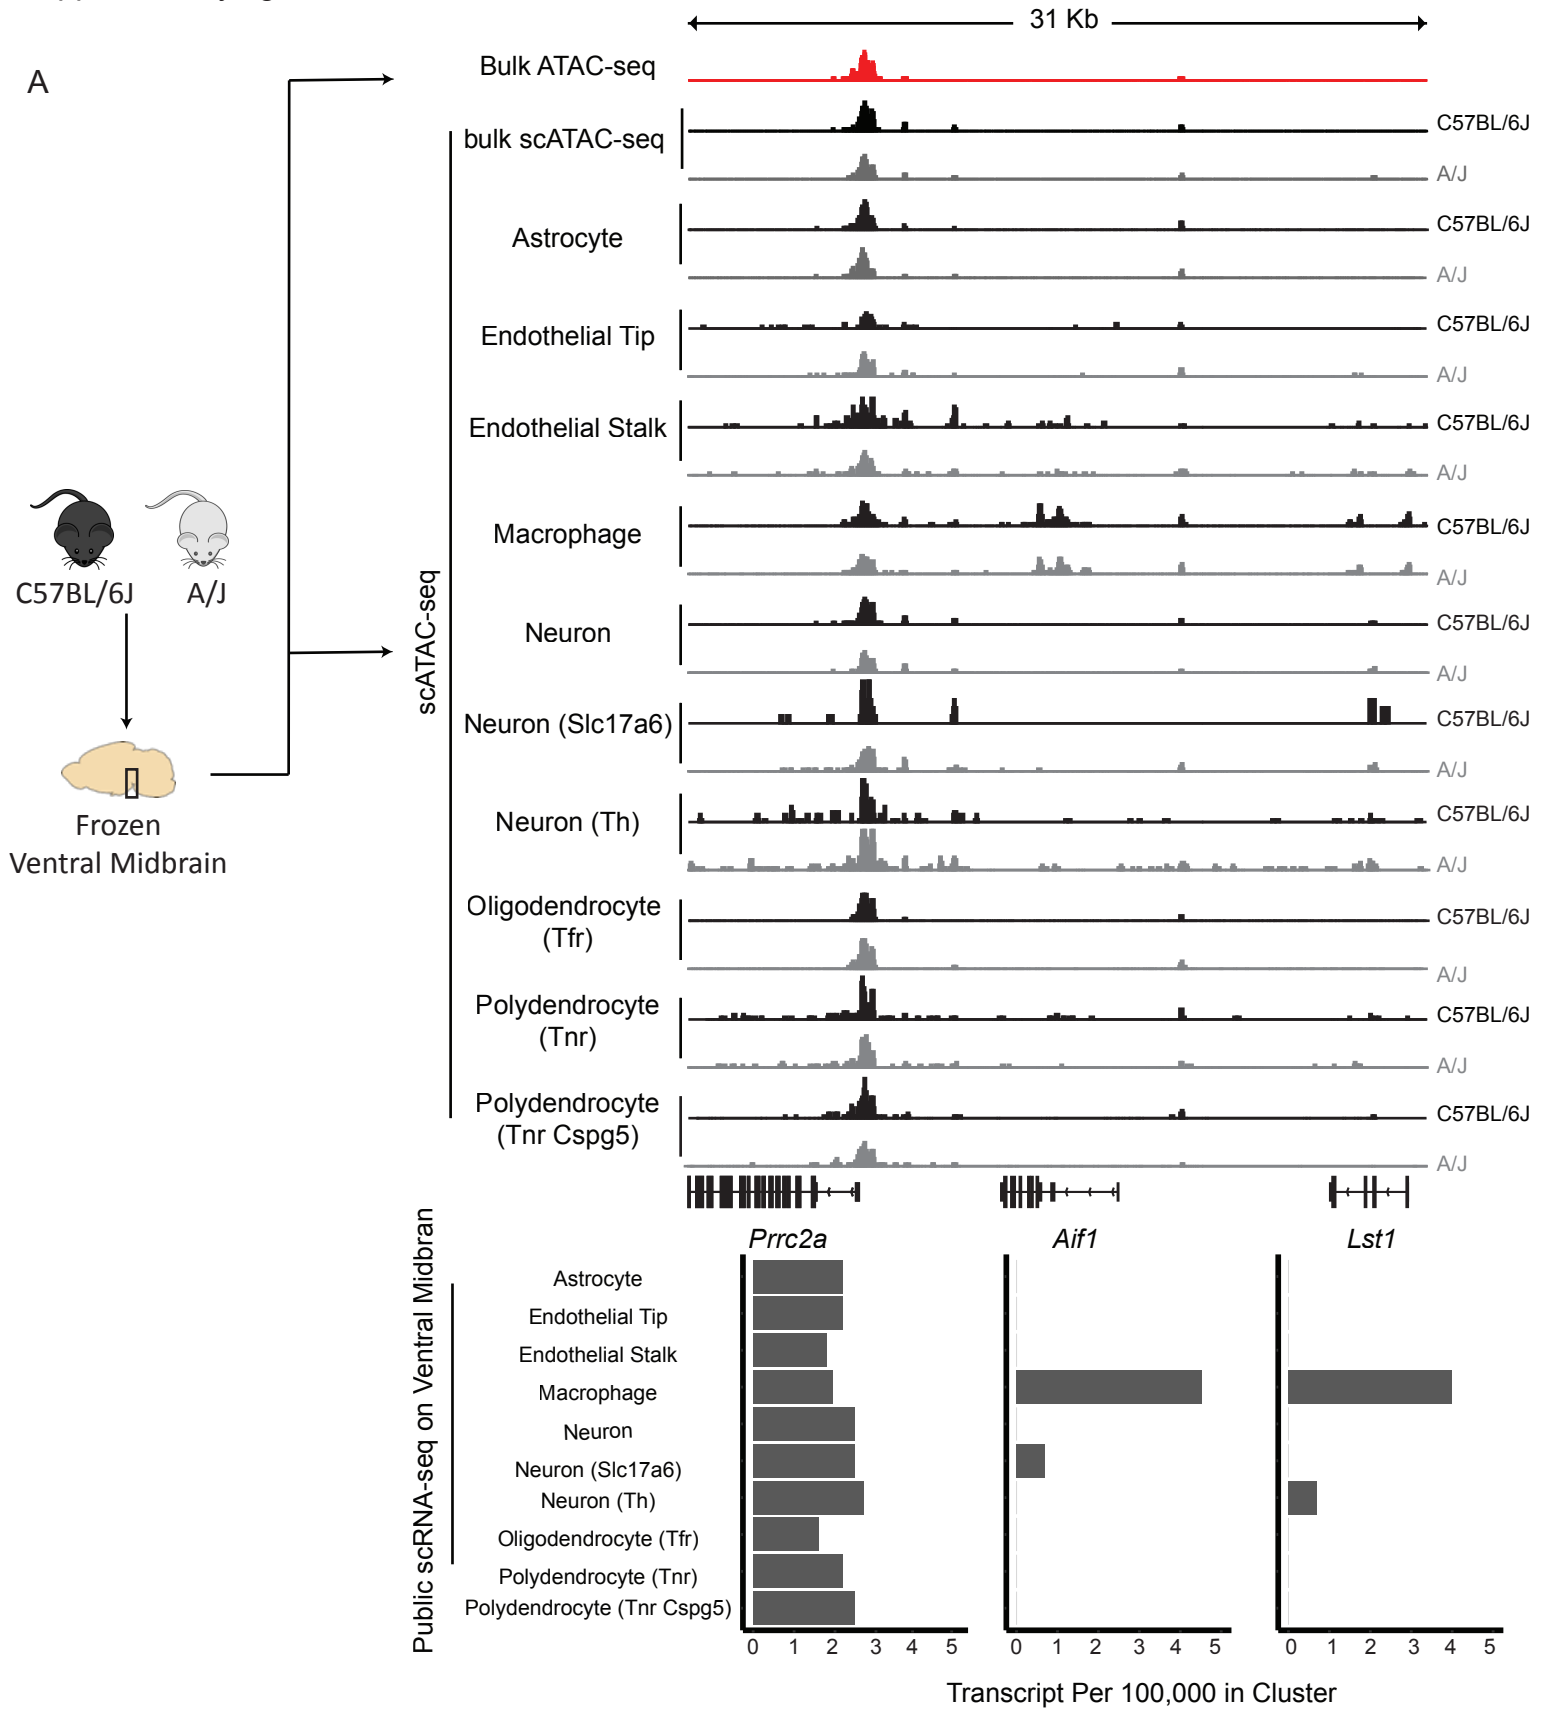 31 Kb
A
Bulk ATAC-seq
bulk scATAC-seq
C57BL/6J
A/J
Astrocyte
C57BL/6J
A/J
Endothelial Tip
C57BL/6J
A/J
Endothelial Stalk
C57BL/6J
A/J
Macrophage
C57BL/6J
A/J
Neuron
C57BL/6J
A/J
Neuron (Slc17a6)
C57BL/6J
A/J
Neuron (Th)
C57BL/6J
A/J
Oligodendrocyte
(Tfr)
C57BL/6J
A/J
Polydendrocyte
(Tnr)
C57BL/6J
A/J
Polydendrocyte
(Tnr Cspg5)
C57BL/6J
A/J
scATAC-seq
C57BL/6J
A/J
Frozen
Ventral Midbrain
Prrc2a
Aif1
Lst1
Public scRNA-seq on Ventral Midbran
Astrocyte
Endothelial Tip
Endothelial Stalk
Macrophage
Neuron
Neuron (Slc17a6)
Neuron (Th)
Oligodendrocyte (Tfr)
Polydendrocyte (Tnr)
Polydendrocyte (Tnr Cspg5)
0 1 2 3 4 5
0 1 2 3 4 5
0 1 2 3 4 5
Transcript Per 100,000 in Cluster